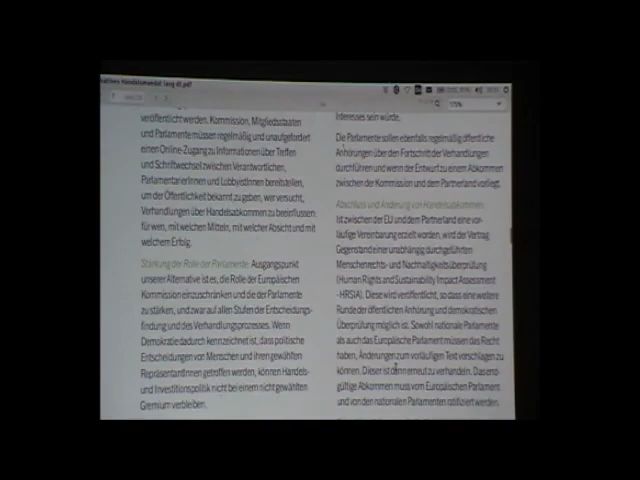 Handelsmandat lang 40.pdf
175%
veröffentlicht werden. Kommission, Mitgliedsstaaten
und Parlamente müssen regelmäßig und unaufgefordert
einen Online-Zugang zu Informationen über Treffen
und Schriftwechsel zwischen Verantwortlichen,
ParlamentarierInnen und LobbyistInnen bereitstellen,
um der Öffentlichkeit bekannt zu geben, wer versucht,
Verhandlungen über Handelsabkommen zu beeinflussen:
für wen, mit welchen Mitteln, mit welcher Absicht und mit
welchem Erfolg.
Stärkung der Rolle der Parlamente Ausgangspunkt
unserer Alternative ist es, die Rolle der Europäischen
Kommission einzuschränken und die der Parlamente
zu stärken, und zwar auf allen Stufen der Entscheidungs-
findung und des Verhandlungsprozesses. Wenn
Demokratie dadurch kennzeichnet ist, dass politische
Entscheidungen von Menschen und ihren gewählten
RepräsentantInnen getroffen werden, können Handels-
und Investitionspolitik nicht bei einem nicht gewählten
Gremium verbleiben.
Interesses sein würde.
Die Parlamente sollen ebenfalls regelmäßig öffentliche
Anhörungen über den Fortschritt der Verhandlungen
durchführen und wenn der Entwurf zu einem Abkommen
zwischen der Kommission und dem Partnerland vorliegt.
Abschluss und Änderung von Handelsabkommen
Ist zwischen der EU und dem Partnerland eine vor-
läufige Vereinbarung erzielt worden, wird der Vertrag
Gegenstand einer unabhängig durchgeführten
Menschenrechts- und Nachhaltigkeitsüberprüfung
(Human Rights and Sustainability Impact Assessment
- HRSIA). Diese wird veröffentlicht, so dass eine weitere
Runde der öffentlichen Anhörung und demokratischen
Überprüfung möglich ist. Sowohl nationale Parlamente
als auch das Europäische Parlament müssen das Recht
haben, Änderungen zum vorläufigen Text vorschlagen zu
können. Dieser ist dann erneut zu verhandeln. Das end-
gültige Abkommen muss vom Europäischen Parlament
und von den nationalen Parlamenten ratifiziert werden.